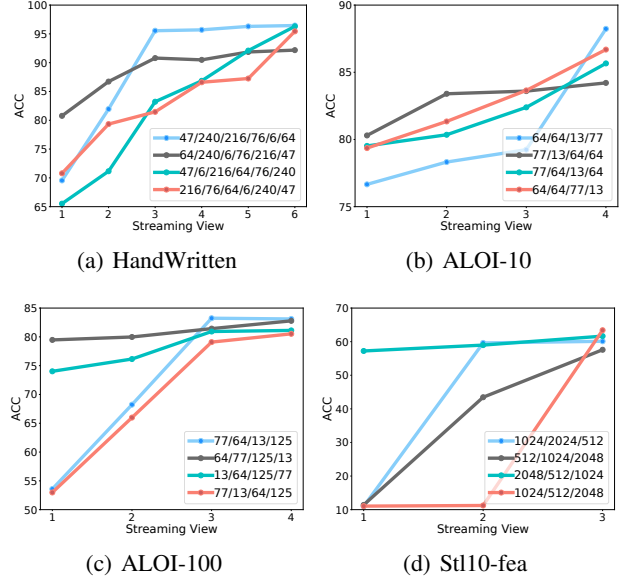 100
95
90
85
80
75
70
65
ACC
1 2 3 4 5 6
Streaming View
47/240/216/76/6/64
64/240/6/76/216/47
47/6/216/64/76/240
216/76/64/6/240/47
(a) HandWritten
90
85
80
75
ACC
1 2 3 4
Streaming View
64/64/13/77
77/13/64/64
77/64/13/64
64/64/77/13
(b) ALOI-10
85
80
75
70
65
60
55
50
ACC
1 2 3 4
Streaming View
77/64/13/125
64/77/125/13
13/64/125/77
77/13/64/125
(c) ALOI-100
70
60
50
40
30
20
10
ACC
1 2 3
Streaming View
1024/2024/512
512/1024/2048
2048/512/1024
1024/512/2048
(d) Stl10-fea